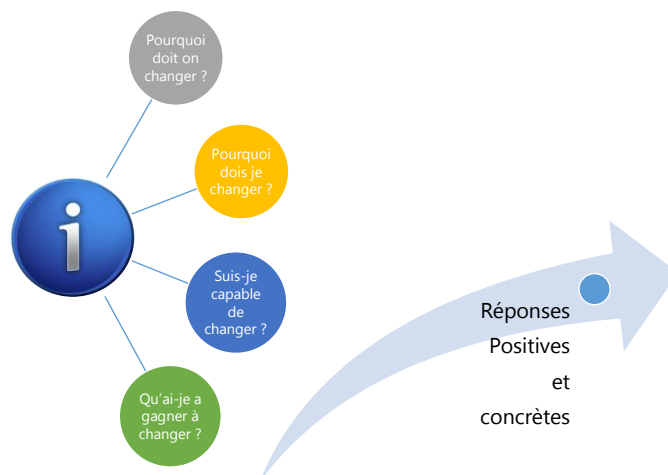 Pourquoi
doit on
changer ?
Pourquoi
dois je
changer ?
Suis-je
capable
de
changer ?
Qu'ai-je a
gagner à
changer ?
Réponses
Positives
et
concrètes